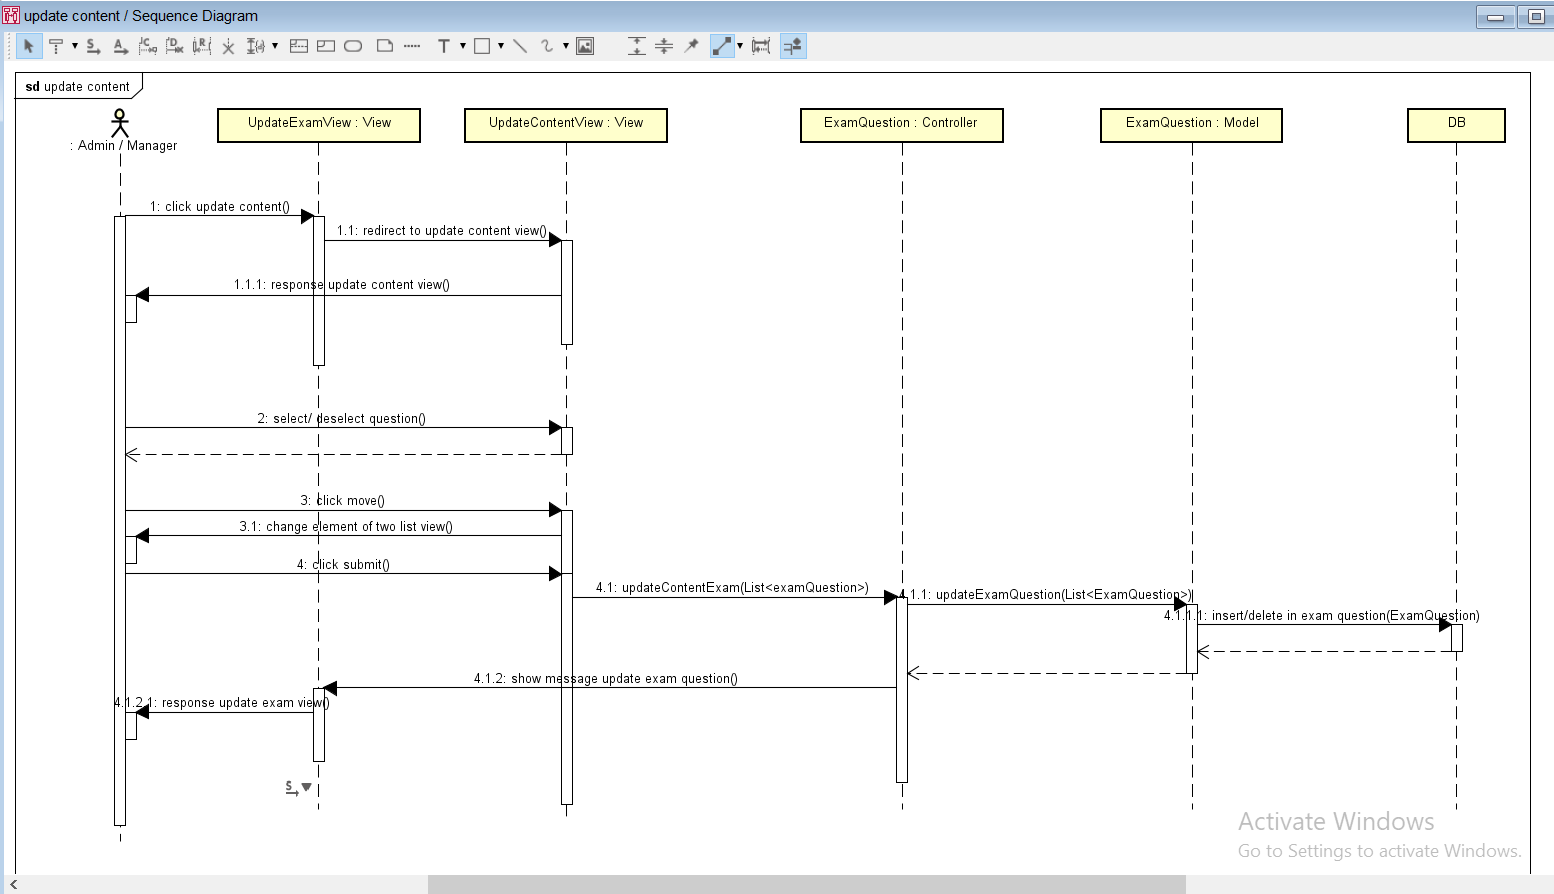 update content / Sequence Diagram
sd update content
: Admin / Manager
UpdateExamView : View
UpdateContentView : View
ExamQuestion : Controller
ExamQuestion : Model
DB
1: click update content()
1.1: redirect to update content view()
1.1.1: response update content view()
2: select/ deselect question()
3: click move()
3.1: change element of two list view()
4: click submit()
4.1: updateContentExam(List<examQuestion>)
4.1.1: updateExamQuestion(List<ExamQuestion>)
4.1.1.1: insert/delete in exam question(ExamQuestion)
4.1.2: show message update exam question()
4.1.2.1: response update exam view()
Activate Windows
Go to Settings to activate Windows.